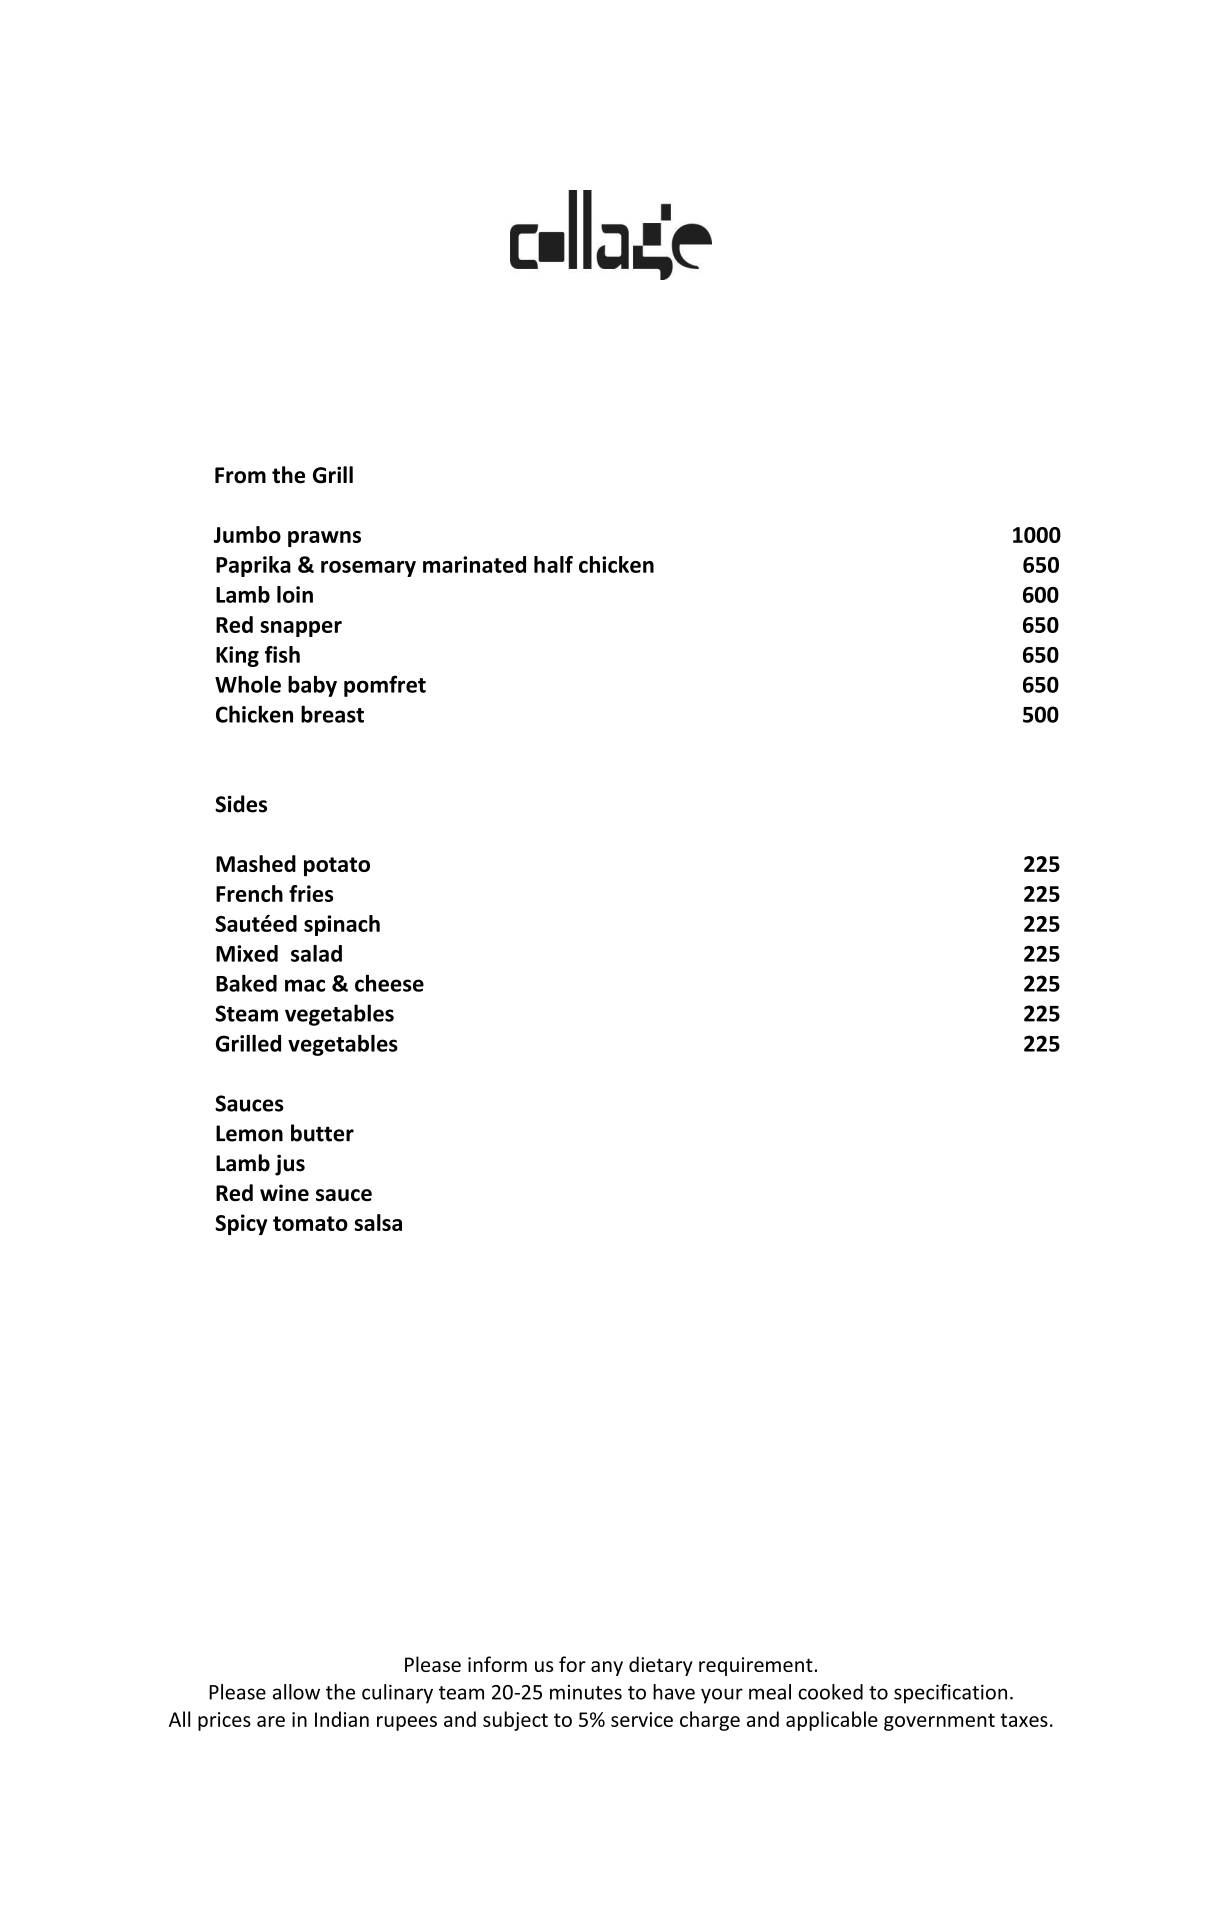 collage
From the Grill
Jumbo prawns 1000
Paprika & rosemary marinated half chicken 650
Lamb loin 600
Red snapper 650
King fish 650
Whole baby pomfret 650
Chicken breast 500
Sides
Mashed potato 225
French fries 225
Sautéed spinach 225
Mixed  salad 225
Baked mac & cheese 225
Steam vegetables 225
Grilled vegetables 225
Sauces
Lemon butter
Lamb jus
Red wine sauce
Spicy tomato salsa
Please inform us for any dietary requirement.
Please allow the culinary team 20-25 minutes to have your meal cooked to specification.
All prices are in Indian rupees and subject to 5% service charge and applicable government taxes.